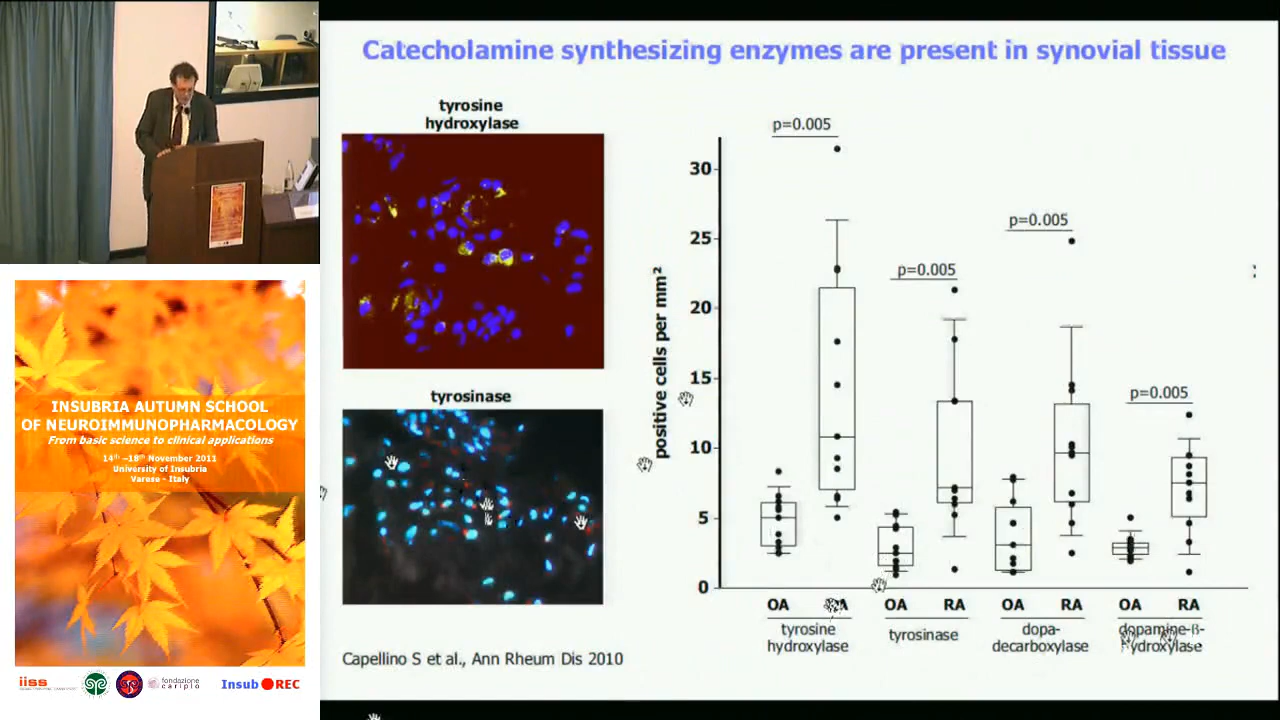 Catecholamine synthesizing enzymes are present in synovial tissue
tyrosine
hydroxylase
tyrosinase
Capellino S et al., Ann Rheum Dis 2010
positive cells per mm²
30
25
20
15
10
5
0
p=0.005
p=0.005
p=0.005
p=0.005
OA
RA
OA
RA
OA
RA
OA
RA
tyrosine
hydroxylase
tyrosinase
dopa-
decarboxylase
dopamine-ß-
hydroxylase
INSUBRIA AUTUMN SCHOOL
OF NEUROIMMUNOPHARMACOLOGY
From basic science to clinical applications
14th –18th November 2011
University of Insubria
Varese - Italy
iiss
fondazione
cariplo
Insub REC